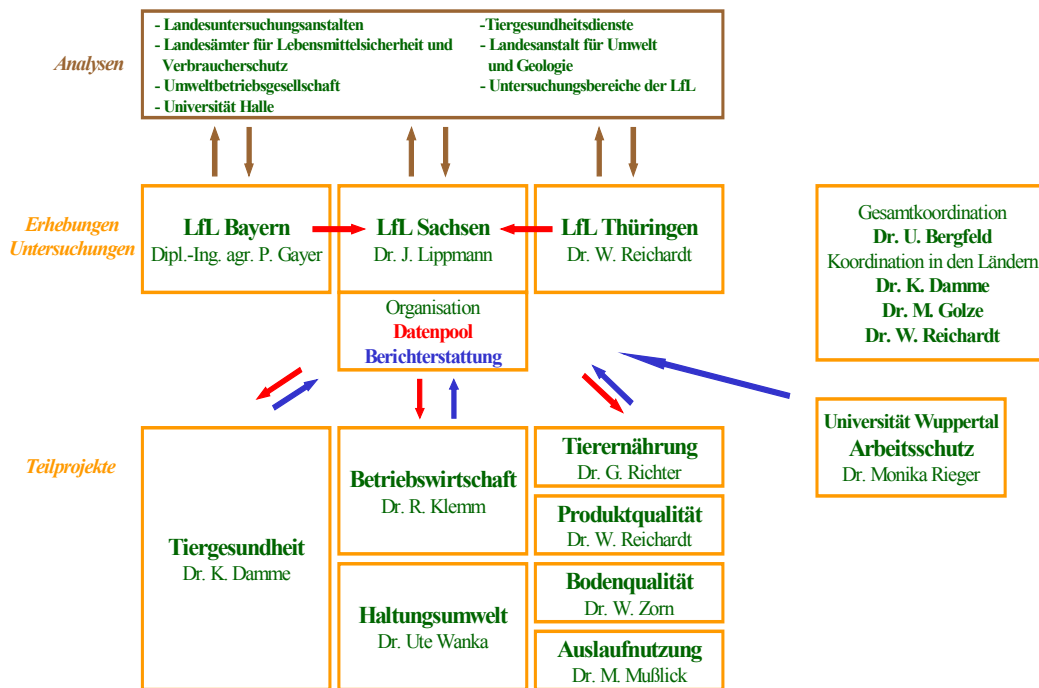 Analysen
- Landesuntersuchungsanstalten
- Landesämter für Lebensmittelsicherheit und
Verbraucherschutz
- Umweltbetriebsgesellschaft
- Universität Halle
-Tiergesundheitsdienste
- Landesanstalt für Umwelt
und Geologie
- Untersuchungsbereiche der LfL
Erhebungen
Untersuchungen
LfL Bayern
Dipl.-Ing. agr. P. Gayer
LfL Sachsen
Dr. J. Lippmann
LfL Thüringen
Dr. W. Reichardt
Organisation
Datenpool
Berichterstattung
Gesamtkoordination
Dr. U. Bergfeld
Koordination in den Ländern
Dr. K. Damme
Dr. M. Golze
Dr. W. Reichardt
Teilprojekte
Tiergesundheit
Dr. K. Damme
Betriebswirtschaft
Dr. R. Klemm
Haltungsumwelt
Dr. Ute Wanka
Tierernährung
Dr. G. Richter
Produktqualität
Dr. W. Reichardt
Bodenqualität
Dr. W. Zorn
Auslaufnutzung
Dr. M. Mußlick
Universität Wuppertal
Arbeitsschutz
Dr. Monika Rieger